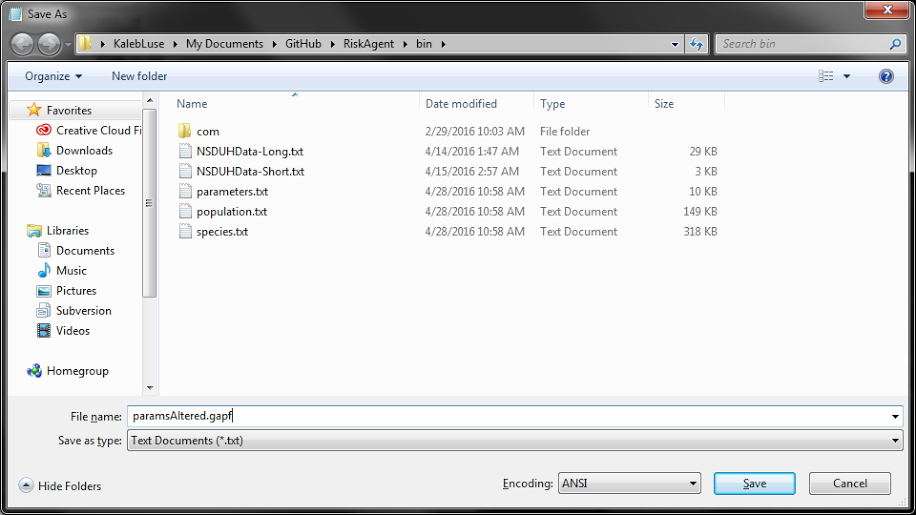 Save As
KalebLuse My Documents GitHub RiskAgent bin Search bin
Organize New folder
Favorites
Creative Cloud Fi
Downloads
Desktop
Recent Places
Libraries
Documents
Music
Pictures
Subversion
Videos
Homegroup
Name Date modified Type Size
com 2/29/2016 10:03 AM File folder
NSDUHData-Long.txt 4/14/2016 1:47 AM Text Document 29 KB
NSDUHData-Short.txt 4/15/2016 2:57 AM Text Document 3 KB
parameters.txt 4/28/2016 10:58 AM Text Document 10 KB
population.txt 4/28/2016 10:58 AM Text Document 149 KB
species.txt 4/28/2016 10:58 AM Text Document 318 KB
File name: paramsAltered.gapf
Save as type: Text Documents (*.txt)
Hide Folders Encoding: ANSI Save Cancel